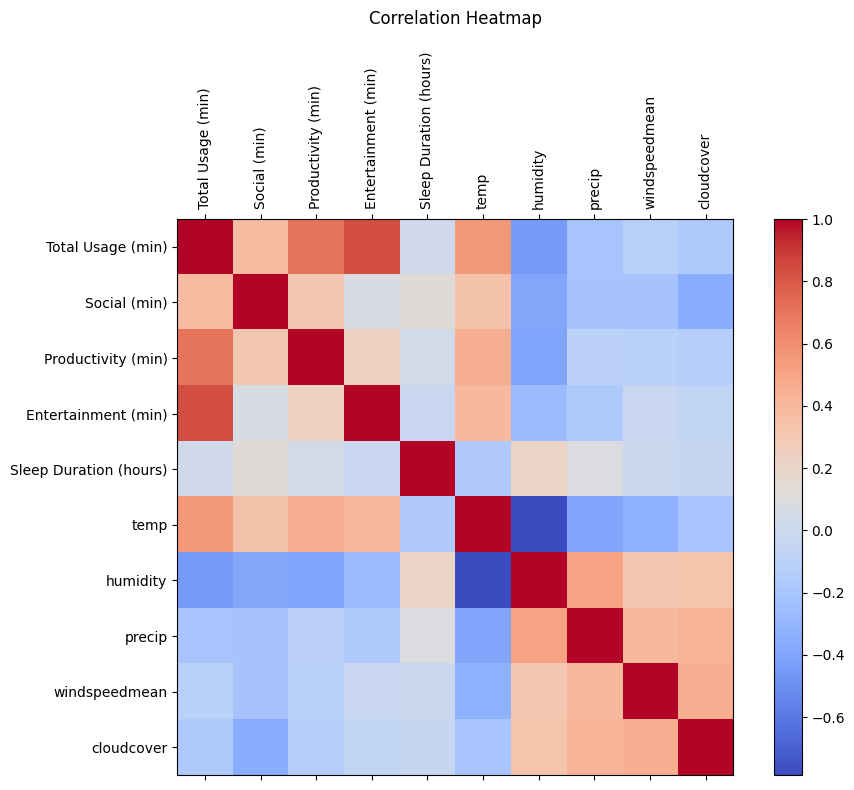 Correlation Heatmap
Total Usage (min)
Social (min)
Productivity (min)
Entertainment (min)
Sleep Duration (hours)
temp
humidity
precip
windspeedmean
cloudcover
Total Usage (min)
Social (min)
Productivity (min)
Entertainment (min)
Sleep Duration (hours)
temp
humidity
precip
windspeedmean
cloudcover
1.0
0.8
0.6
0.4
0.2
0.0
−0.2
−0.4
−0.6